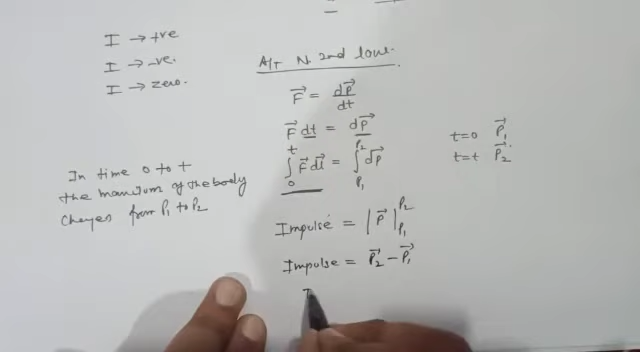 I → +ve
I → -ve.
I → zero.
A/T N 2nd law.
F⃗ = dp⃗/dt
F⃗ dt = dp⃗
∫₀ᵗ F⃗ dt = ∫_{P₁}^{P₂} dp⃗
t=0 P⃗₁
t=t P⃗₂
In time 0 to t
the momentum of the body
changes from P₁ to P₂
Impulse = |P⃗|_{P₁}^{P₂}
Impulse = P⃗₂ - P⃗₁